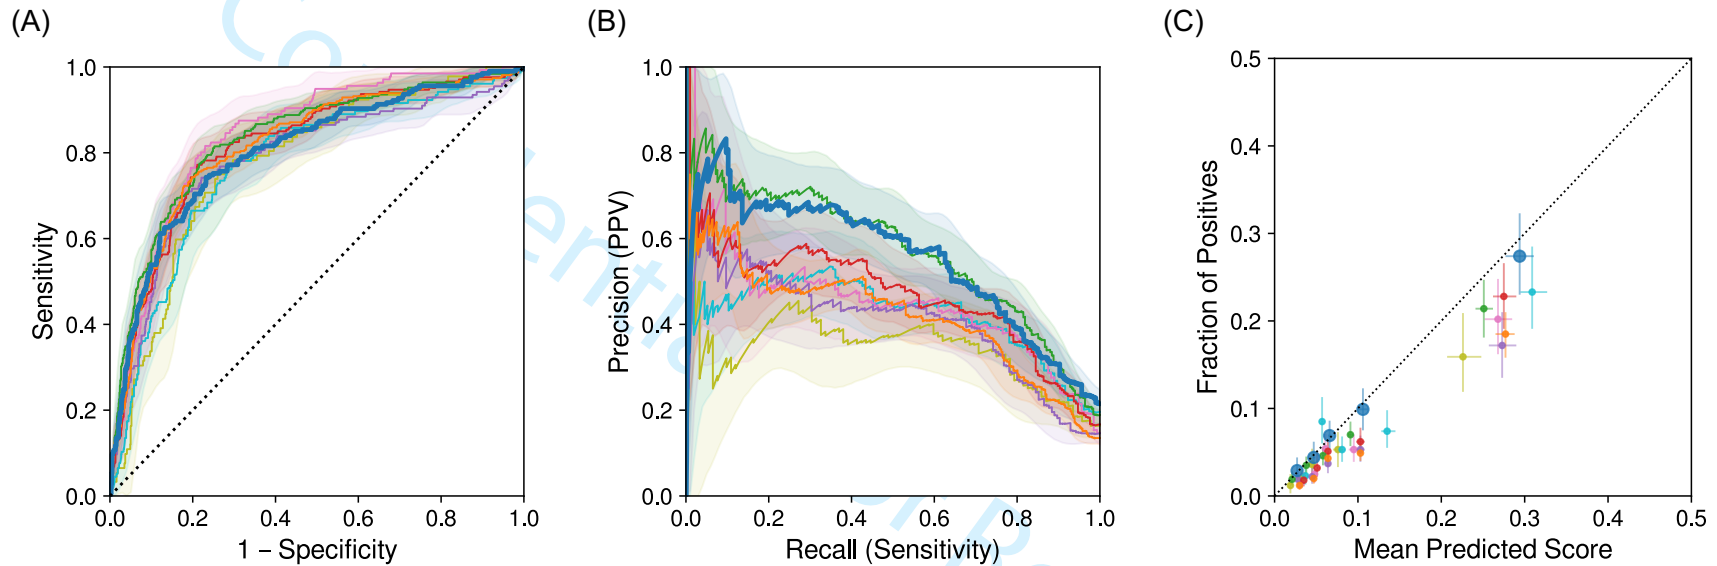 (A)
(B)
(C)
1.0
0.8
0.6
0.4
0.2
0.0
Sensitivity
0.0 0.2 0.4 0.6 0.8 1.0
1 − Specificity
1.0
0.8
0.6
0.4
0.2
0.0
Precision (PPV)
0.0 0.2 0.4 0.6 0.8 1.0
Recall (Sensitivity)
0.5
0.4
0.3
0.2
0.1
0.0
Fraction of Positives
0.0 0.1 0.2 0.3 0.4 0.5
Mean Predicted Score